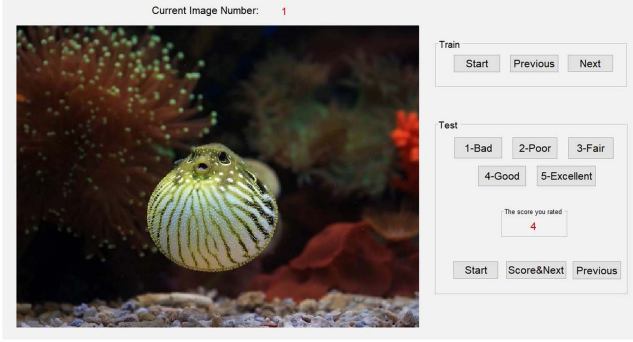 Current Image Number: 1
Train
Start Previous Next
Test
1-Bad 2-Poor 3-Fair
4-Good 5-Excellent
The score you rated
4
Start Score&Next Previous